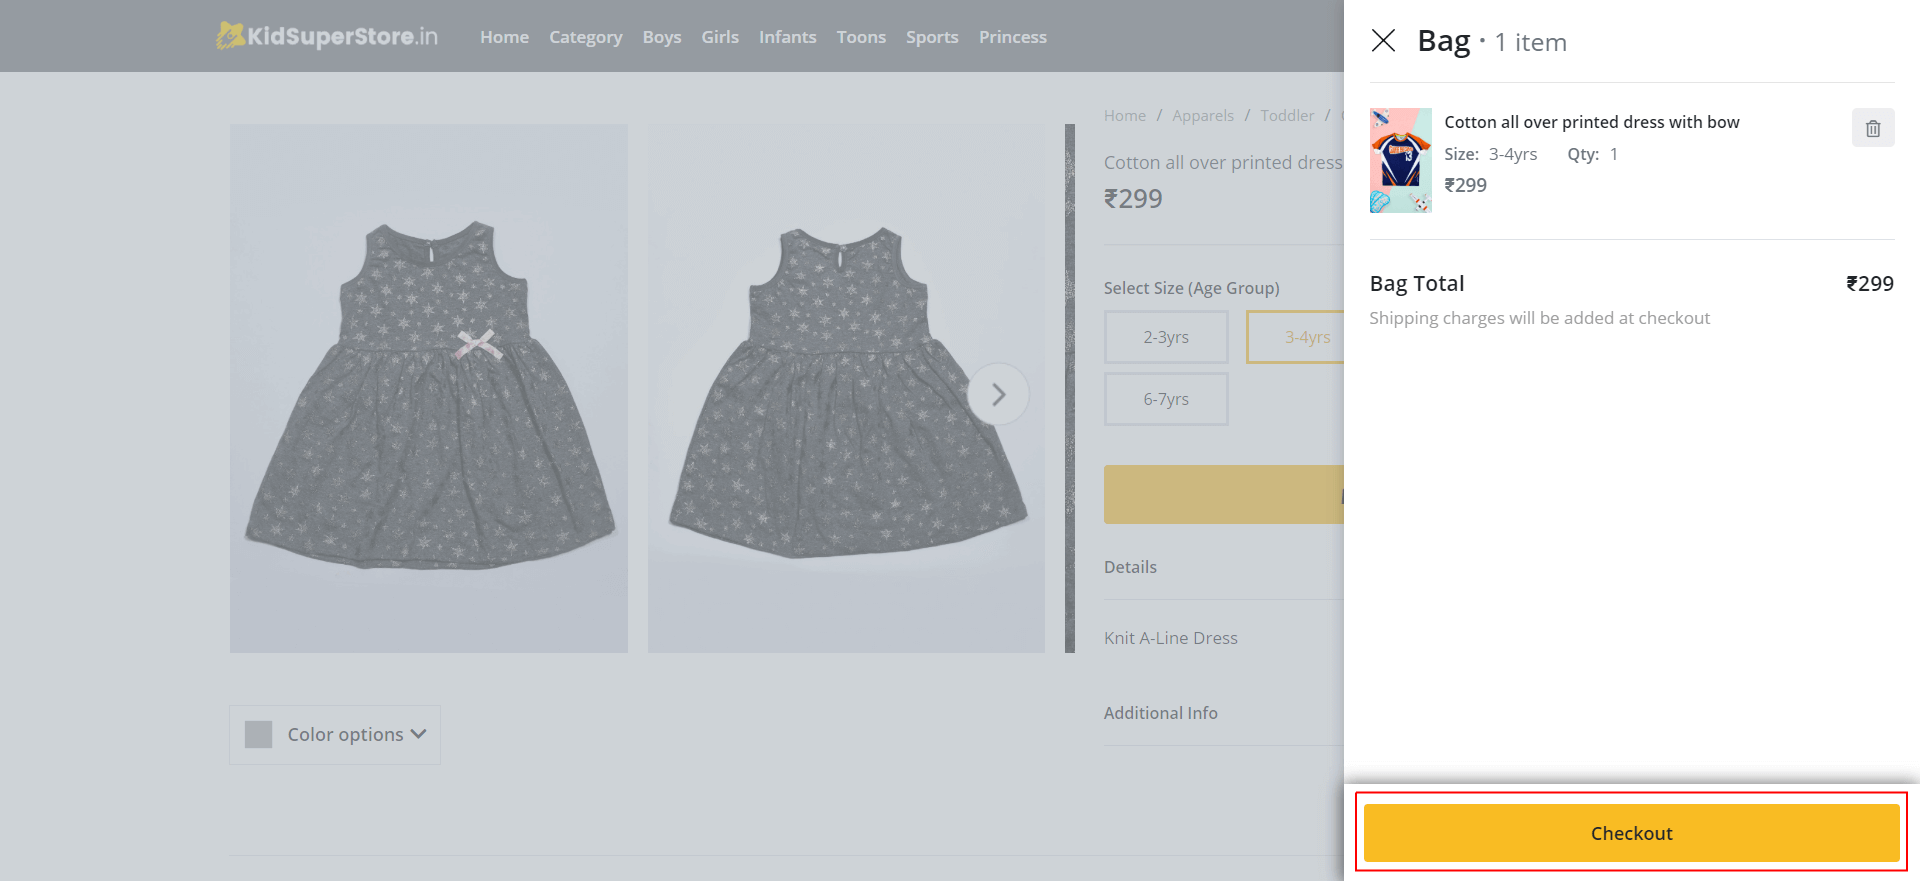 KidSuperStore.in
Home Category Boys Girls Infants Toons Sports Princess
Home / Apparels / Toddler /
Cotton all over printed dress
₹299
Select Size (Age Group)
2-3yrs 3-4yrs
6-7yrs
Details
Knit A-Line Dress
Additional Info
Color options
Bag · 1 item
Cotton all over printed dress with bow
Size: 3-4yrs Qty: 1
₹299
Bag Total ₹299
Shipping charges will be added at checkout
Checkout